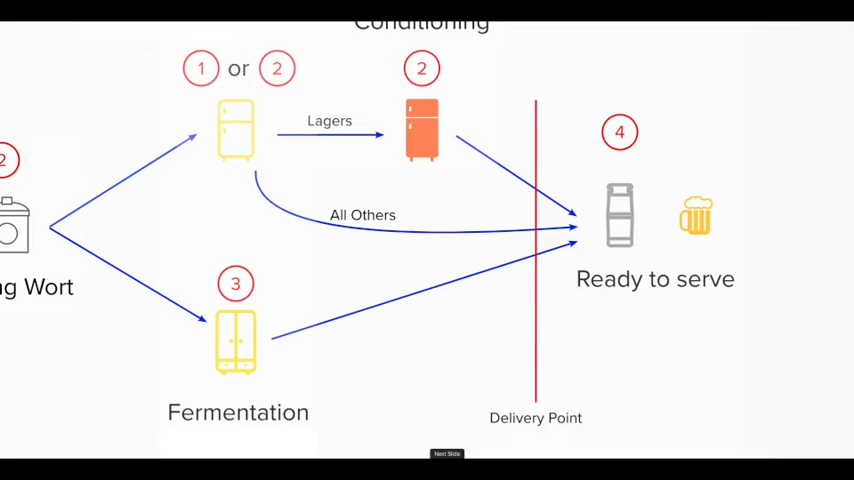 Conditioning
1 or 2
2
Lagers
4
2
All Others
ng Wort
3
Ready to serve
Fermentation
Delivery Point
Next Slide